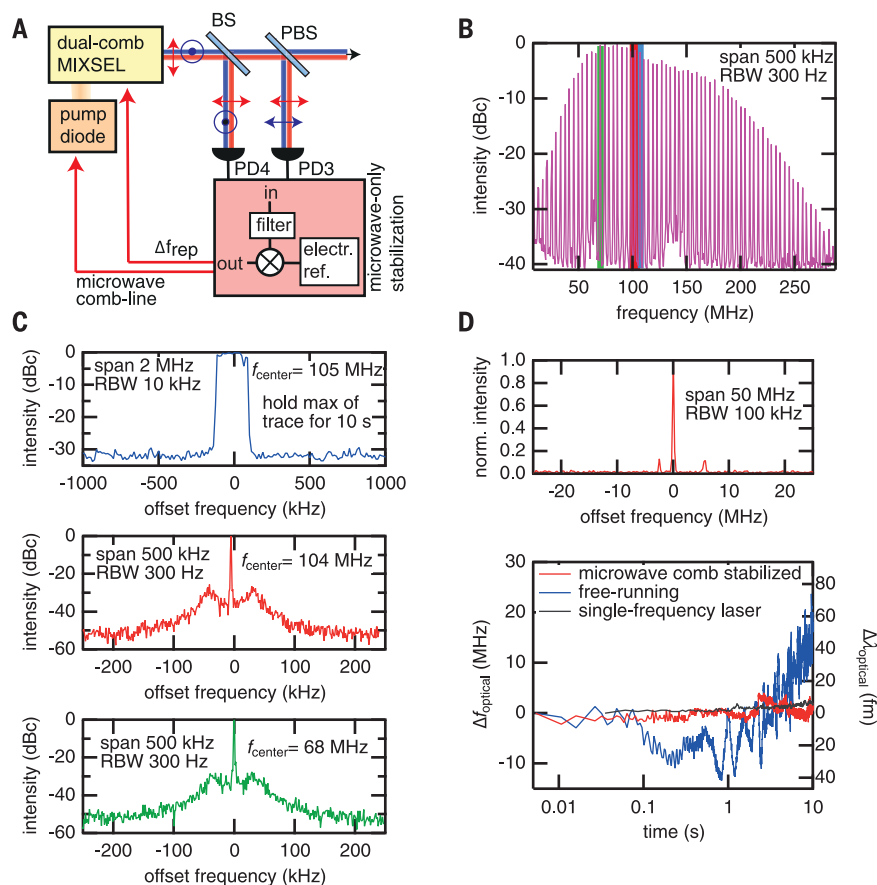 A
dual-comb
MIXSEL
BS
PBS
pump
diode
PD4
PD3
in
filter
out
electr.
ref.
microwave-only
stabilization
Δfrep
microwave
comb-line
B
span 500 kHz
RBW 300 Hz
intensity (dBc)
0
-10
-20
-30
-40
50 100 150 200 250
frequency (MHz)
C
span 2 MHz
RBW 10 kHz
fcenter= 105 MHz
hold max of
trace for 10 s
intensity (dBc)
0
-10
-20
-30
-1000 -500 0 500 1000
offset frequency (kHz)
span 500 kHz
RBW 300 Hz
fcenter= 104 MHz
intensity (dBc)
0
-20
-40
-60
-200 -100 0 100 200
offset frequency (kHz)
span 500 kHz
RBW 300 Hz
fcenter= 68 MHz
intensity (dBc)
0
-20
-40
-60
-200 -100 0 100 200
offset frequency (kHz)
D
span 50 MHz
RBW 100 kHz
norm. intensity
1.0
0.8
0.6
0.4
0.2
0.0
-20 -10 0 10 20
offset frequency (MHz)
microwave comb stabilized
free-running
single-frequency laser
Δfoptical (MHz)
30
20
10
0
-10
Δλoptical (fm)
80
60
40
20
0
20
40
0.01 0.1 1 10
time (s)